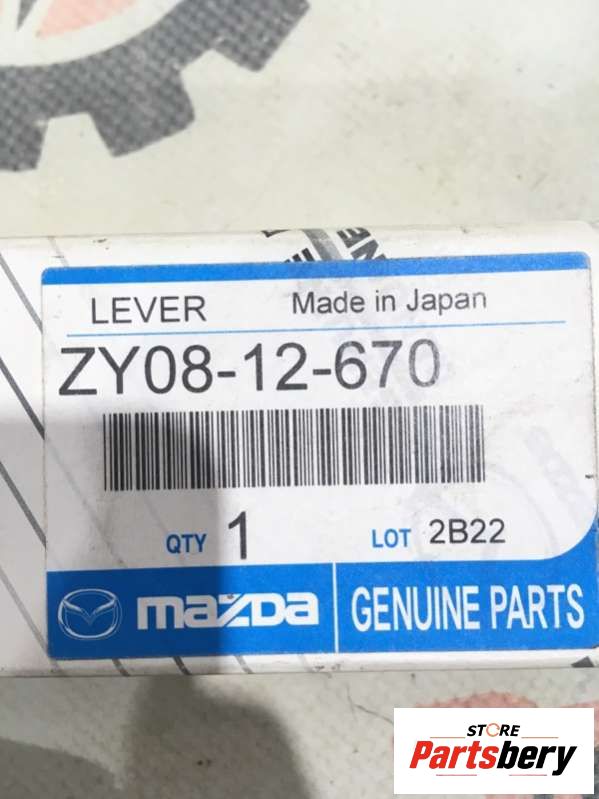 LEVER Made in Japan
ZY08-12-670
QTY 1 LOT 2B22
mazda GENUINE PARTS
STORE
Partsbery